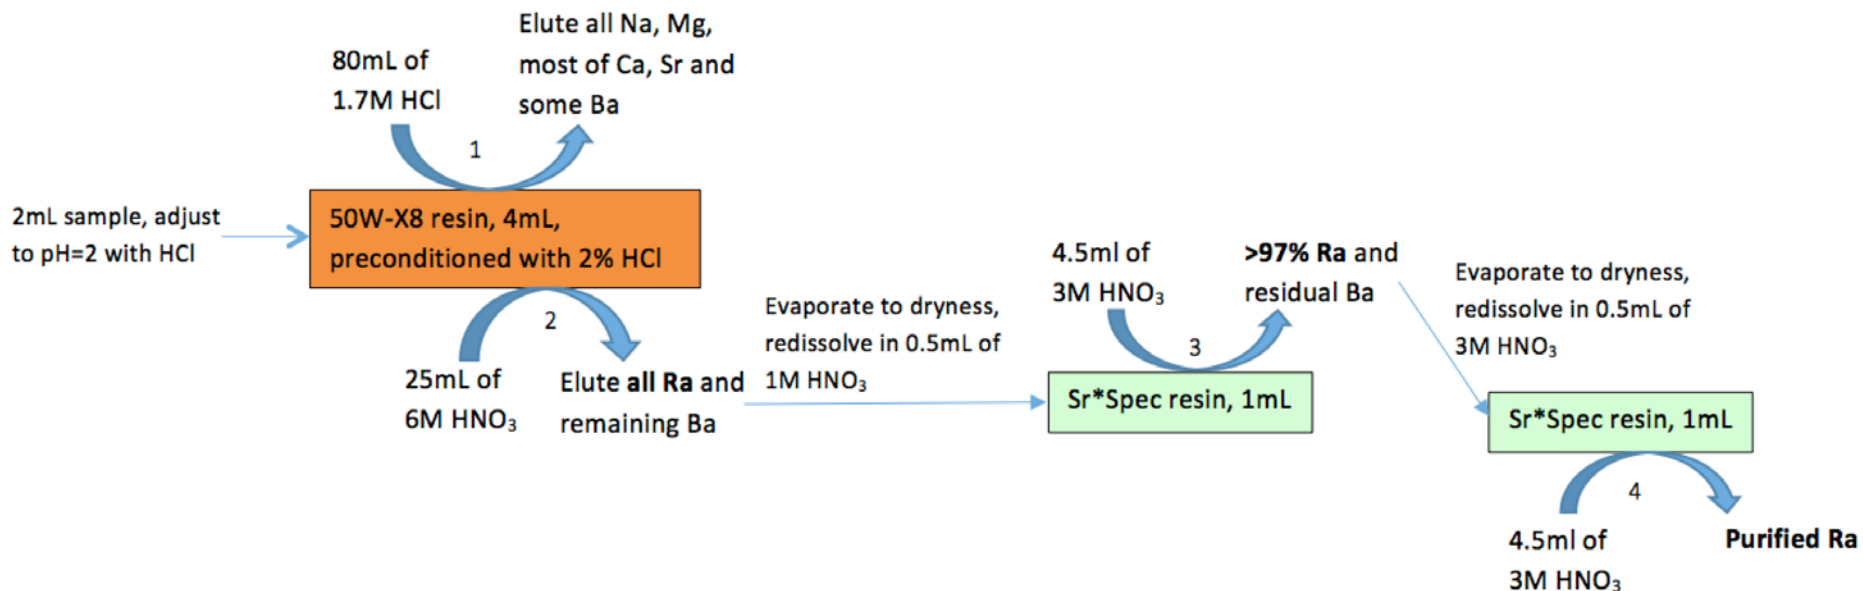 80mL of
1.7M HCl
Elute all Na, Mg,
most of Ca, Sr and
some Ba
1
2mL sample, adjust
to pH=2 with HCl
50W-X8 resin, 4mL,
preconditioned with 2% HCl
2
25mL of
6M HNO₃
Elute all Ra and
remaining Ba
Evaporate to dryness,
redissolve in 0.5mL of
1M HNO₃
4.5ml of
3M HNO₃
>97% Ra and
residual Ba
3
Sr*Spec resin, 1mL
Evaporate to dryness,
redissolve in 0.5mL of
3M HNO₃
Sr*Spec resin, 1mL
4
4.5ml of
3M HNO₃
Purified Ra